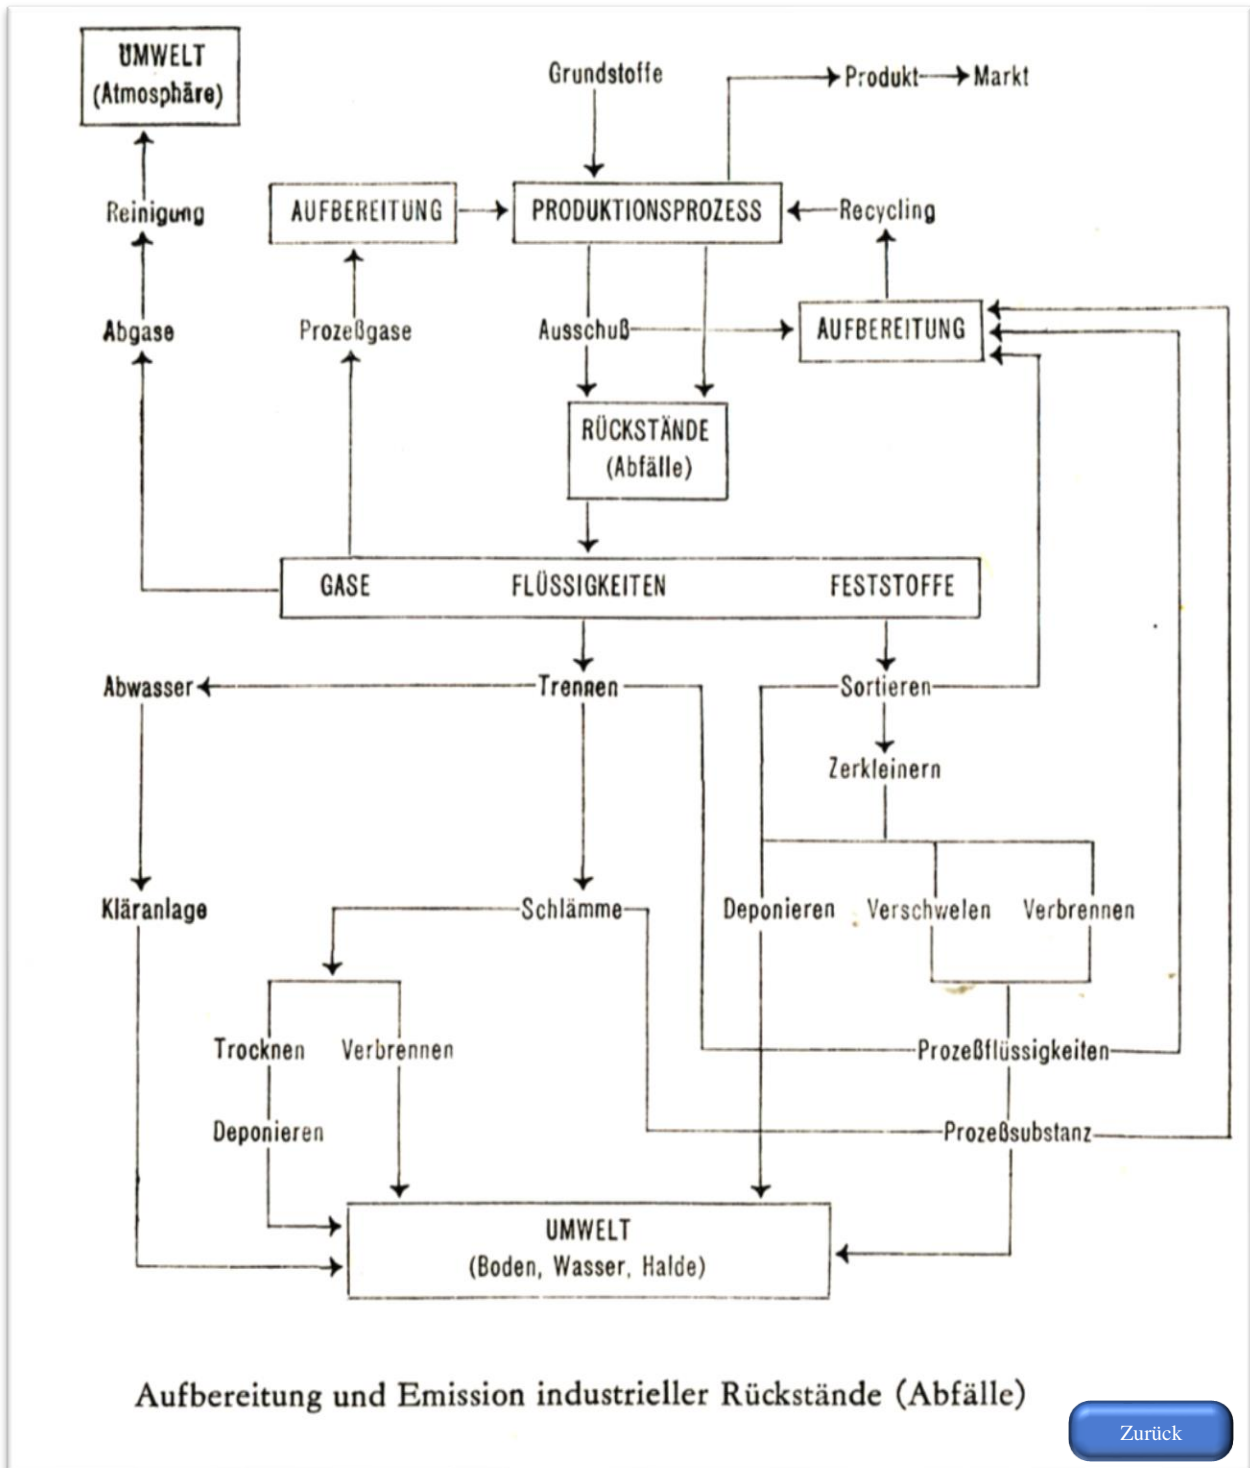 UMWELT
(Atmosphäre)
Grundstoffe
Produkt
Markt
Reinigung
AUFBEREITUNG
PRODUKTIONSPROZESS
Recycling
Abgase
Prozeßgase
Ausschuß
AUFBEREITUNG
RÜCKSTÄNDE
(Abfälle)
GASE
FLÜSSIGKEITEN
FESTSTOFFE
Abwasser
Trennen
Sortieren
Zerkleinern
Kläranlage
Schlämme
Deponieren
Verschwelen
Verbrennen
Trocknen
Verbrennen
Prozeßflüssigkeiten
Deponieren
Prozeßsubstanz
UMWELT
(Boden, Wasser, Halde)
Aufbereitung und Emission industrieller Rückstände (Abfälle)
Zurück